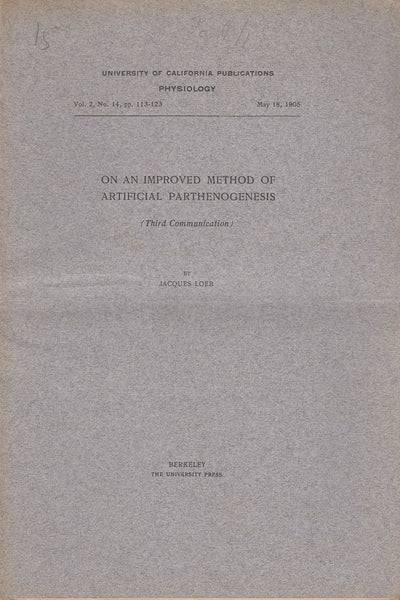 15
UNIVERSITY OF CALIFORNIA PUBLICATIONS
PHYSIOLOGY
Vol. 2, No. 14, pp. 113-123 May 18, 1905
ON AN IMPROVED METHOD OF
ARTIFICIAL PARTHENOGENESIS
(Third Communication)
BY
JACQUES LOEB
BERKELEY
THE UNIVERSITY PRESS